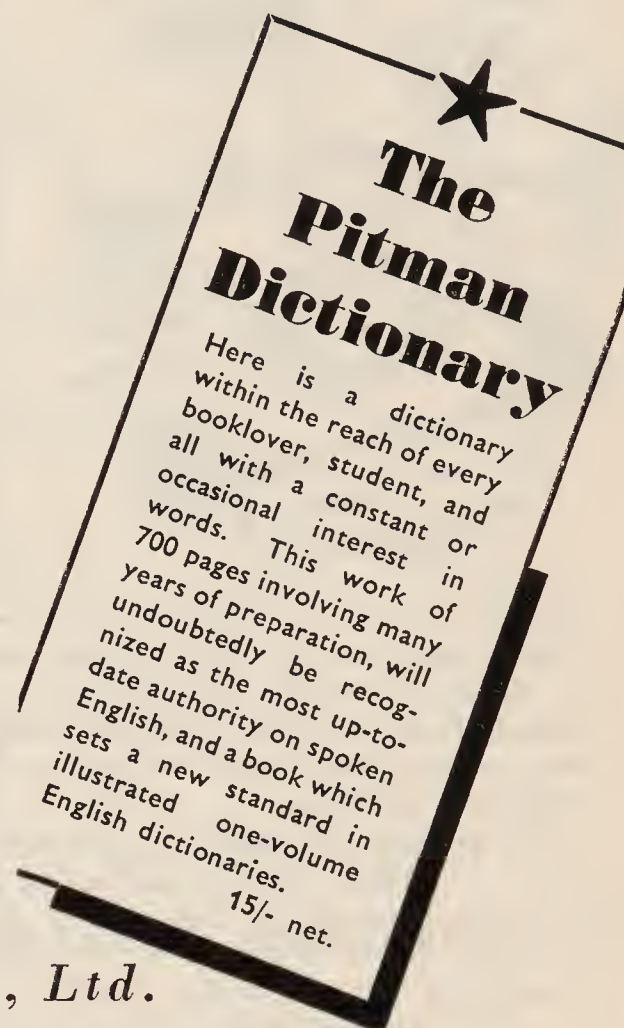 The
Pitman
Dictionary
Here is a dictionary
within the reach of every
booklover, student, and
all with a constant or
occasional interest in
words. This work of
700 pages involving many
years of preparation, will
undoubtedly be recog-
nized as the most up-to-
date authority on spoken
English, and a book which
sets a new standard in
illustrated one-volume
English dictionaries.
15/- net.
, Ltd.